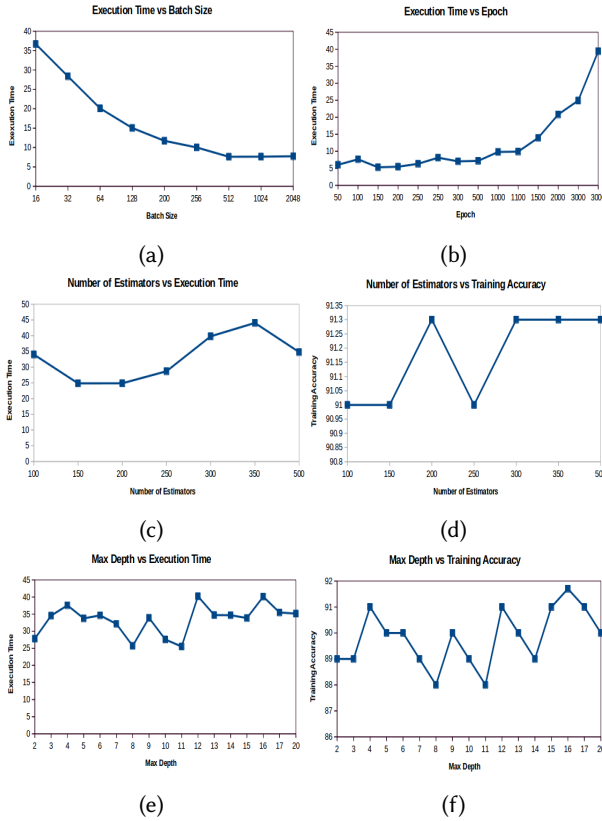 Execution Time vs Batch Size
Exexution Time
40
35
30
25
20
15
10
5
0
16 32 64 128 200 256 512 1024 2048
Batch Size
(a)
Execution Time vs Epoch
Execution Time
45
40
35
30
25
20
15
10
5
0
50 100 150 200 250 250 300 500 1000 1100 1500 2000 3000 300
Epoch
(b)
Number of Estimators vs Execution Time
Execution Time
50
45
40
35
30
25
20
15
10
5
0
100 150 200 250 300 350 500
Number of Estimators
(c)
Number of Estimators vs Training Accuracy
Training Accuracy
91.35
91.3
91.25
91.2
91.15
91.1
91.05
91
90.95
90.9
90.85
90.8
100 150 200 250 300 350 50
Number of Estimators
(d)
Max Depth vs Execution Time
Execution Time
45
40
35
30
25
20
15
10
5
0
2 3 4 5 6 7 8 9 10 11 12 13 14 15 16 17 20
Max Depth
(e)
Max Depth vs Training Accuracy
Training Accuracy
92
91
90
89
88
87
86
2 3 4 5 6 7 8 9 10 11 12 13 14 15 16 17 20
Max Depth
(f)